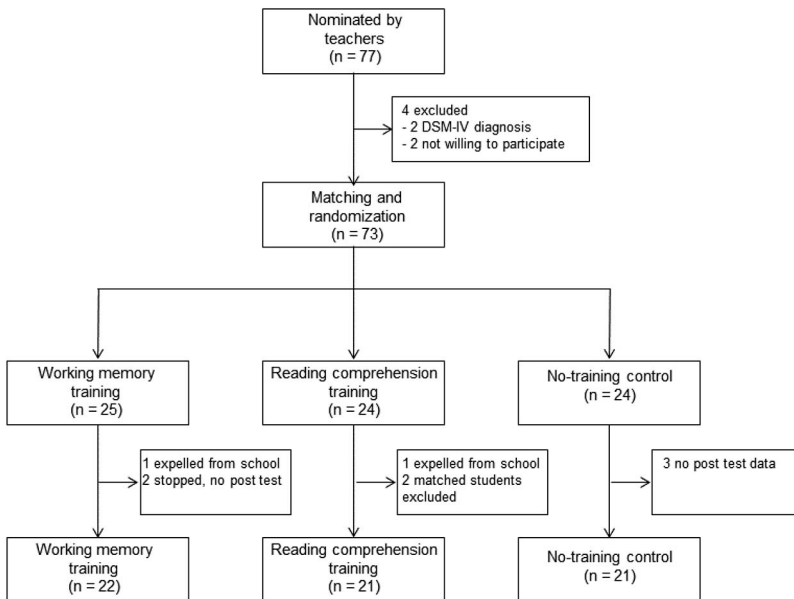 Nominated by
teachers
(n = 77)
4 excluded
- 2 DSM-IV diagnosis
- 2 not willing to participate
Matching and
randomization
(n = 73)
Working memory
training
(n = 25)
Reading comprehension
training
(n = 24)
No-training control
(n = 24)
1 expelled from school
2 stopped, no post test
1 expelled from school
2 matched students
excluded
3 no post test data
Working memory
training
(n = 22)
Reading comprehension
training
(n = 21)
No-training control
(n = 21)